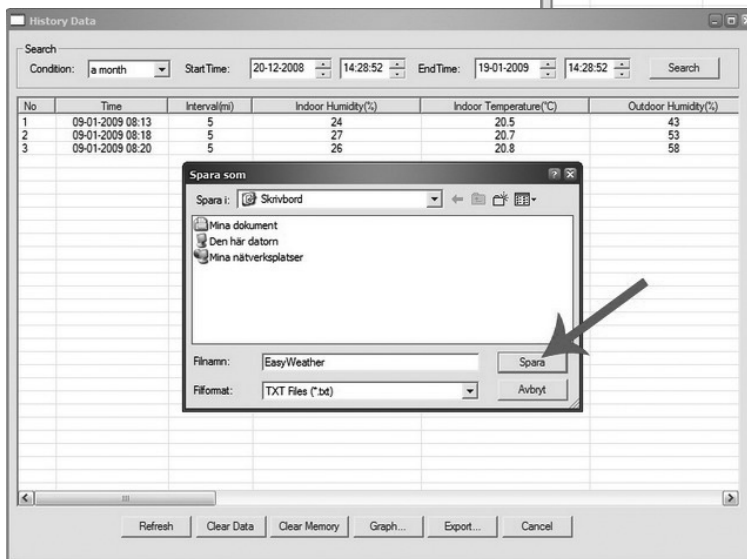 History Data
Search
Condition: a month StartTime: 20-12-2008 14:28:52 EndTime: 19-01-2009 14:28:52 Search
No Time Interval(mi) Indoor Humidity(%) Indoor Temperature(°C) Outdoor Humidity(%)
1 09-01-2009 08:13 5 24 20.5 43
2 09-01-2009 08:18 5 27 20.7 53
3 09-01-2009 08:20 5 26 20.8 58
Spara som
Spara i: Skrivbord
Mina dokument
Den här datorn
Mina nätverksplatser
Filnamn: EasyWeather Spara
Filformat: TXT Files (*.txt) Avbryt
Refresh Clear Data Clear Memory Graph... Export... Cancel